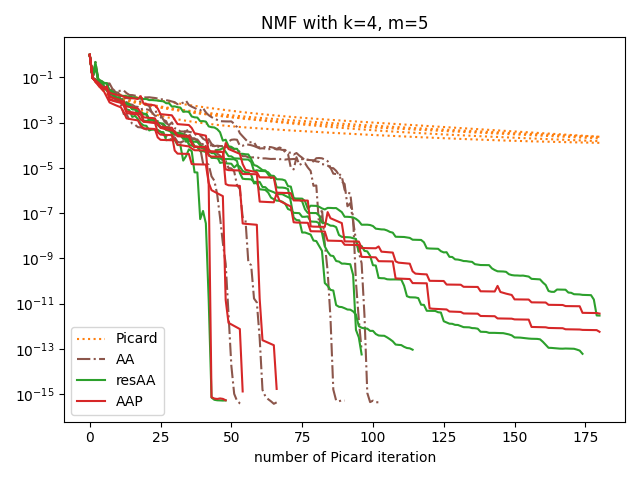 NMF with k=4, m=5
10⁻¹
10⁻³
10⁻⁵
10⁻⁷
10⁻⁹
10⁻¹¹
10⁻¹³
10⁻¹⁵
Picard
AA
resAA
AAP
0 25 50 75 100 125 150 175
number of Picard iteration